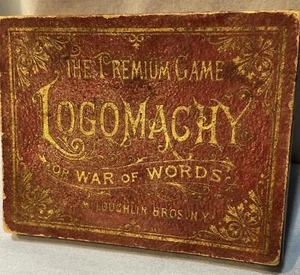 THE PREMIUM GAME
LOGOMACHY
OR WAR OF WORDS.
McLOUGHLIN BROS. N.Y.